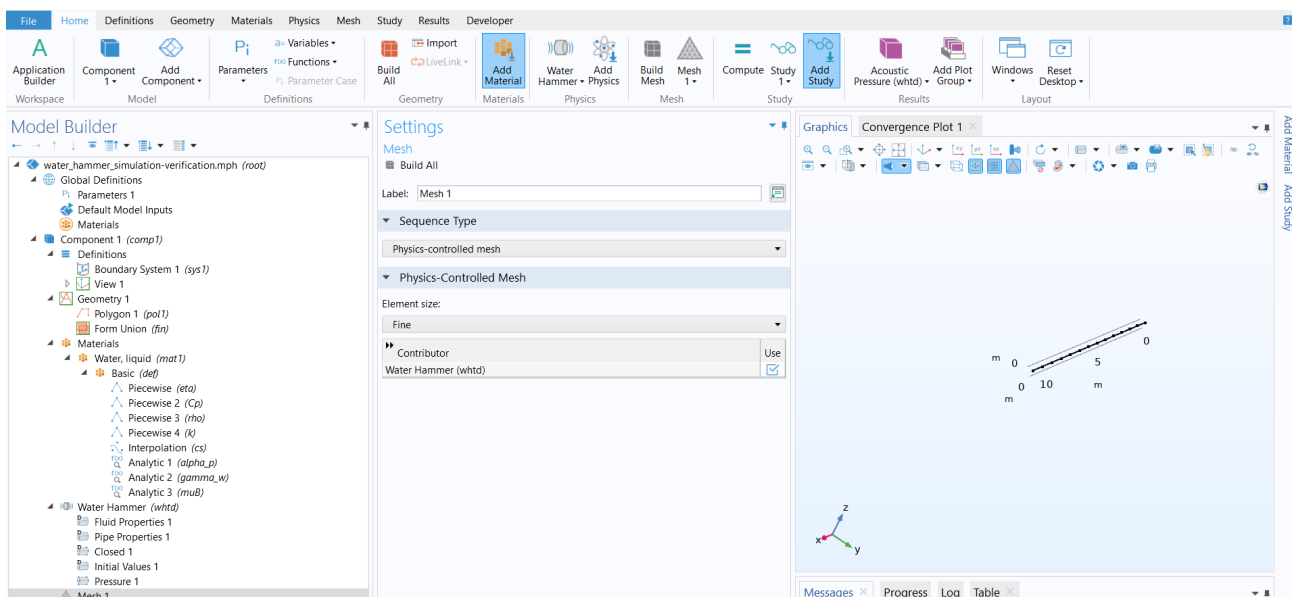 File Home Definitions Geometry Materials Physics Mesh Study Results Developer
?
Application Builder
Component 1
Add Component
Pi
Parameters
a= Variables
f(x) Functions
Pi Parameter Case
Build All
Import
LiveLink
Add Material
Water Hammer
Add Physics
Build Mesh
Mesh 1
Compute
Study 1
Add Study
Acoustic Pressure (whtd)
Add Plot Group
Windows
Reset Desktop
Workspace Model Definitions Geometry Materials Physics Mesh Study Results Layout
Model Builder
water_hammer_simulation-verification.mph (root)
Global Definitions
Pi Parameters 1
Default Model Inputs
Materials
Component 1 (comp1)
Definitions
Boundary System 1 (sys1)
View 1
Geometry 1
Polygon 1 (pol1)
Form Union (fin)
Materials
Water, liquid (mat1)
Basic (def)
Piecewise (eta)
Piecewise 2 (Cp)
Piecewise 3 (rho)
Piecewise 4 (k)
Interpolation (cs)
Analytic 1 (alpha_p)
Analytic 2 (gamma_w)
Analytic 3 (muB)
Water Hammer (whtd)
Fluid Properties 1
Pipe Properties 1
Closed 1
Initial Values 1
Pressure 1
Mesh 1
Settings
Mesh
Build All
Label: Mesh 1
Sequence Type
Physics-controlled mesh
Physics-Controlled Mesh
Element size:
Fine
Contributor Use
Water Hammer (whtd)
Graphics Convergence Plot 1
0
m 0
5
0 10 m
m
z
x
y
Messages Progress Log Table
Add Material Add Study